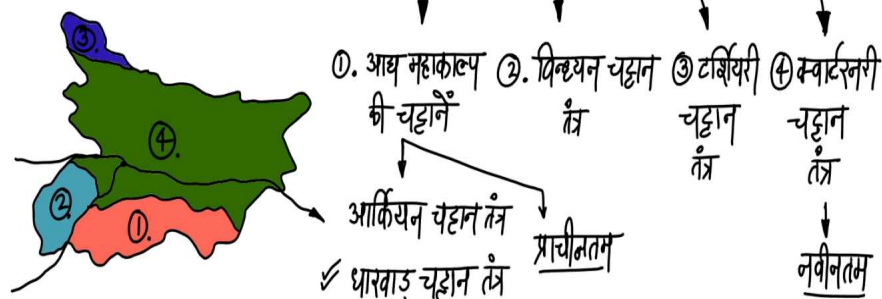 ③.
④.
②.
①.
①. आद्य महाकाल्प
की चट्टानें
②. विन्ध्यन चट्टान
तंत्र
③ टर्शियरी
चट्टान
तंत्र
④ क्वार्टरनरी
चट्टान
तंत्र
आर्कियन चट्टान तंत्र
✓ धारवाड़ चट्टान तंत्र
प्राचीनतम
नवीनतम